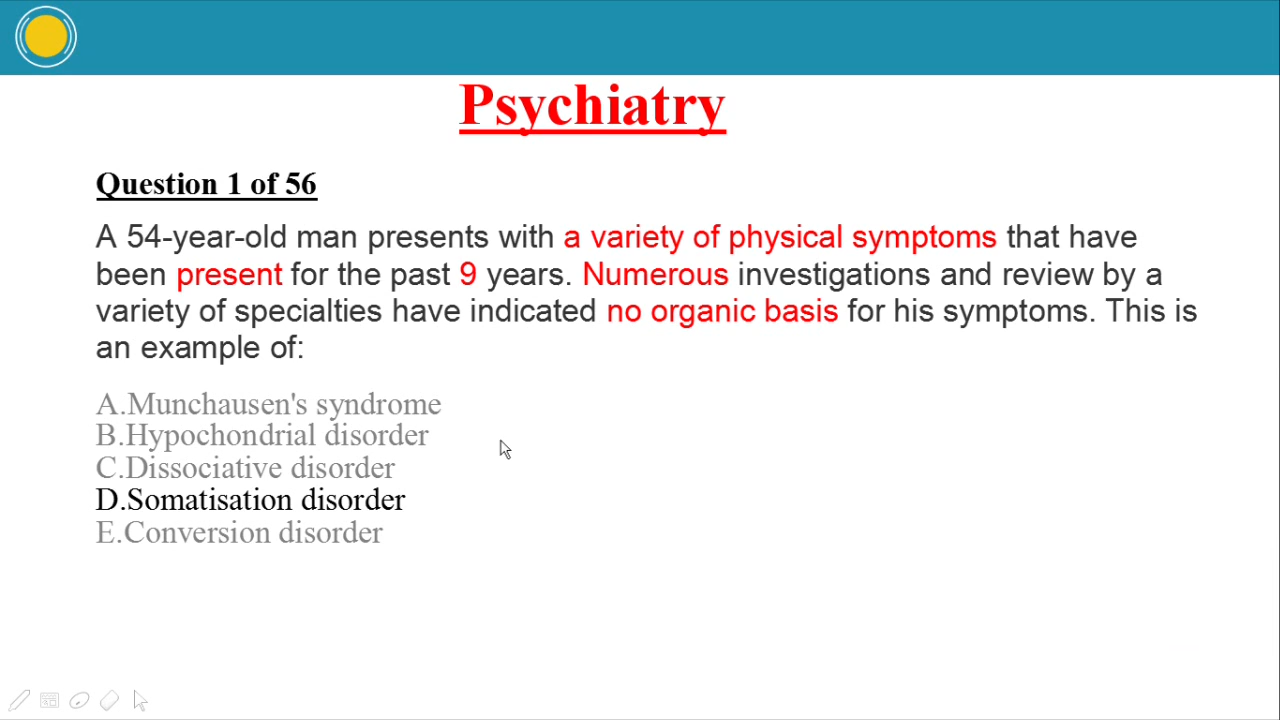 Psychiatry
Question 1 of 56
A 54-year-old man presents with a variety of physical symptoms that have
been present for the past 9 years. Numerous investigations and review by a
variety of specialties have indicated no organic basis for his symptoms. This is
an example of:
A.Munchausen's syndrome
B.Hypochondrial disorder
C.Dissociative disorder
D.Somatisation disorder
E.Conversion disorder